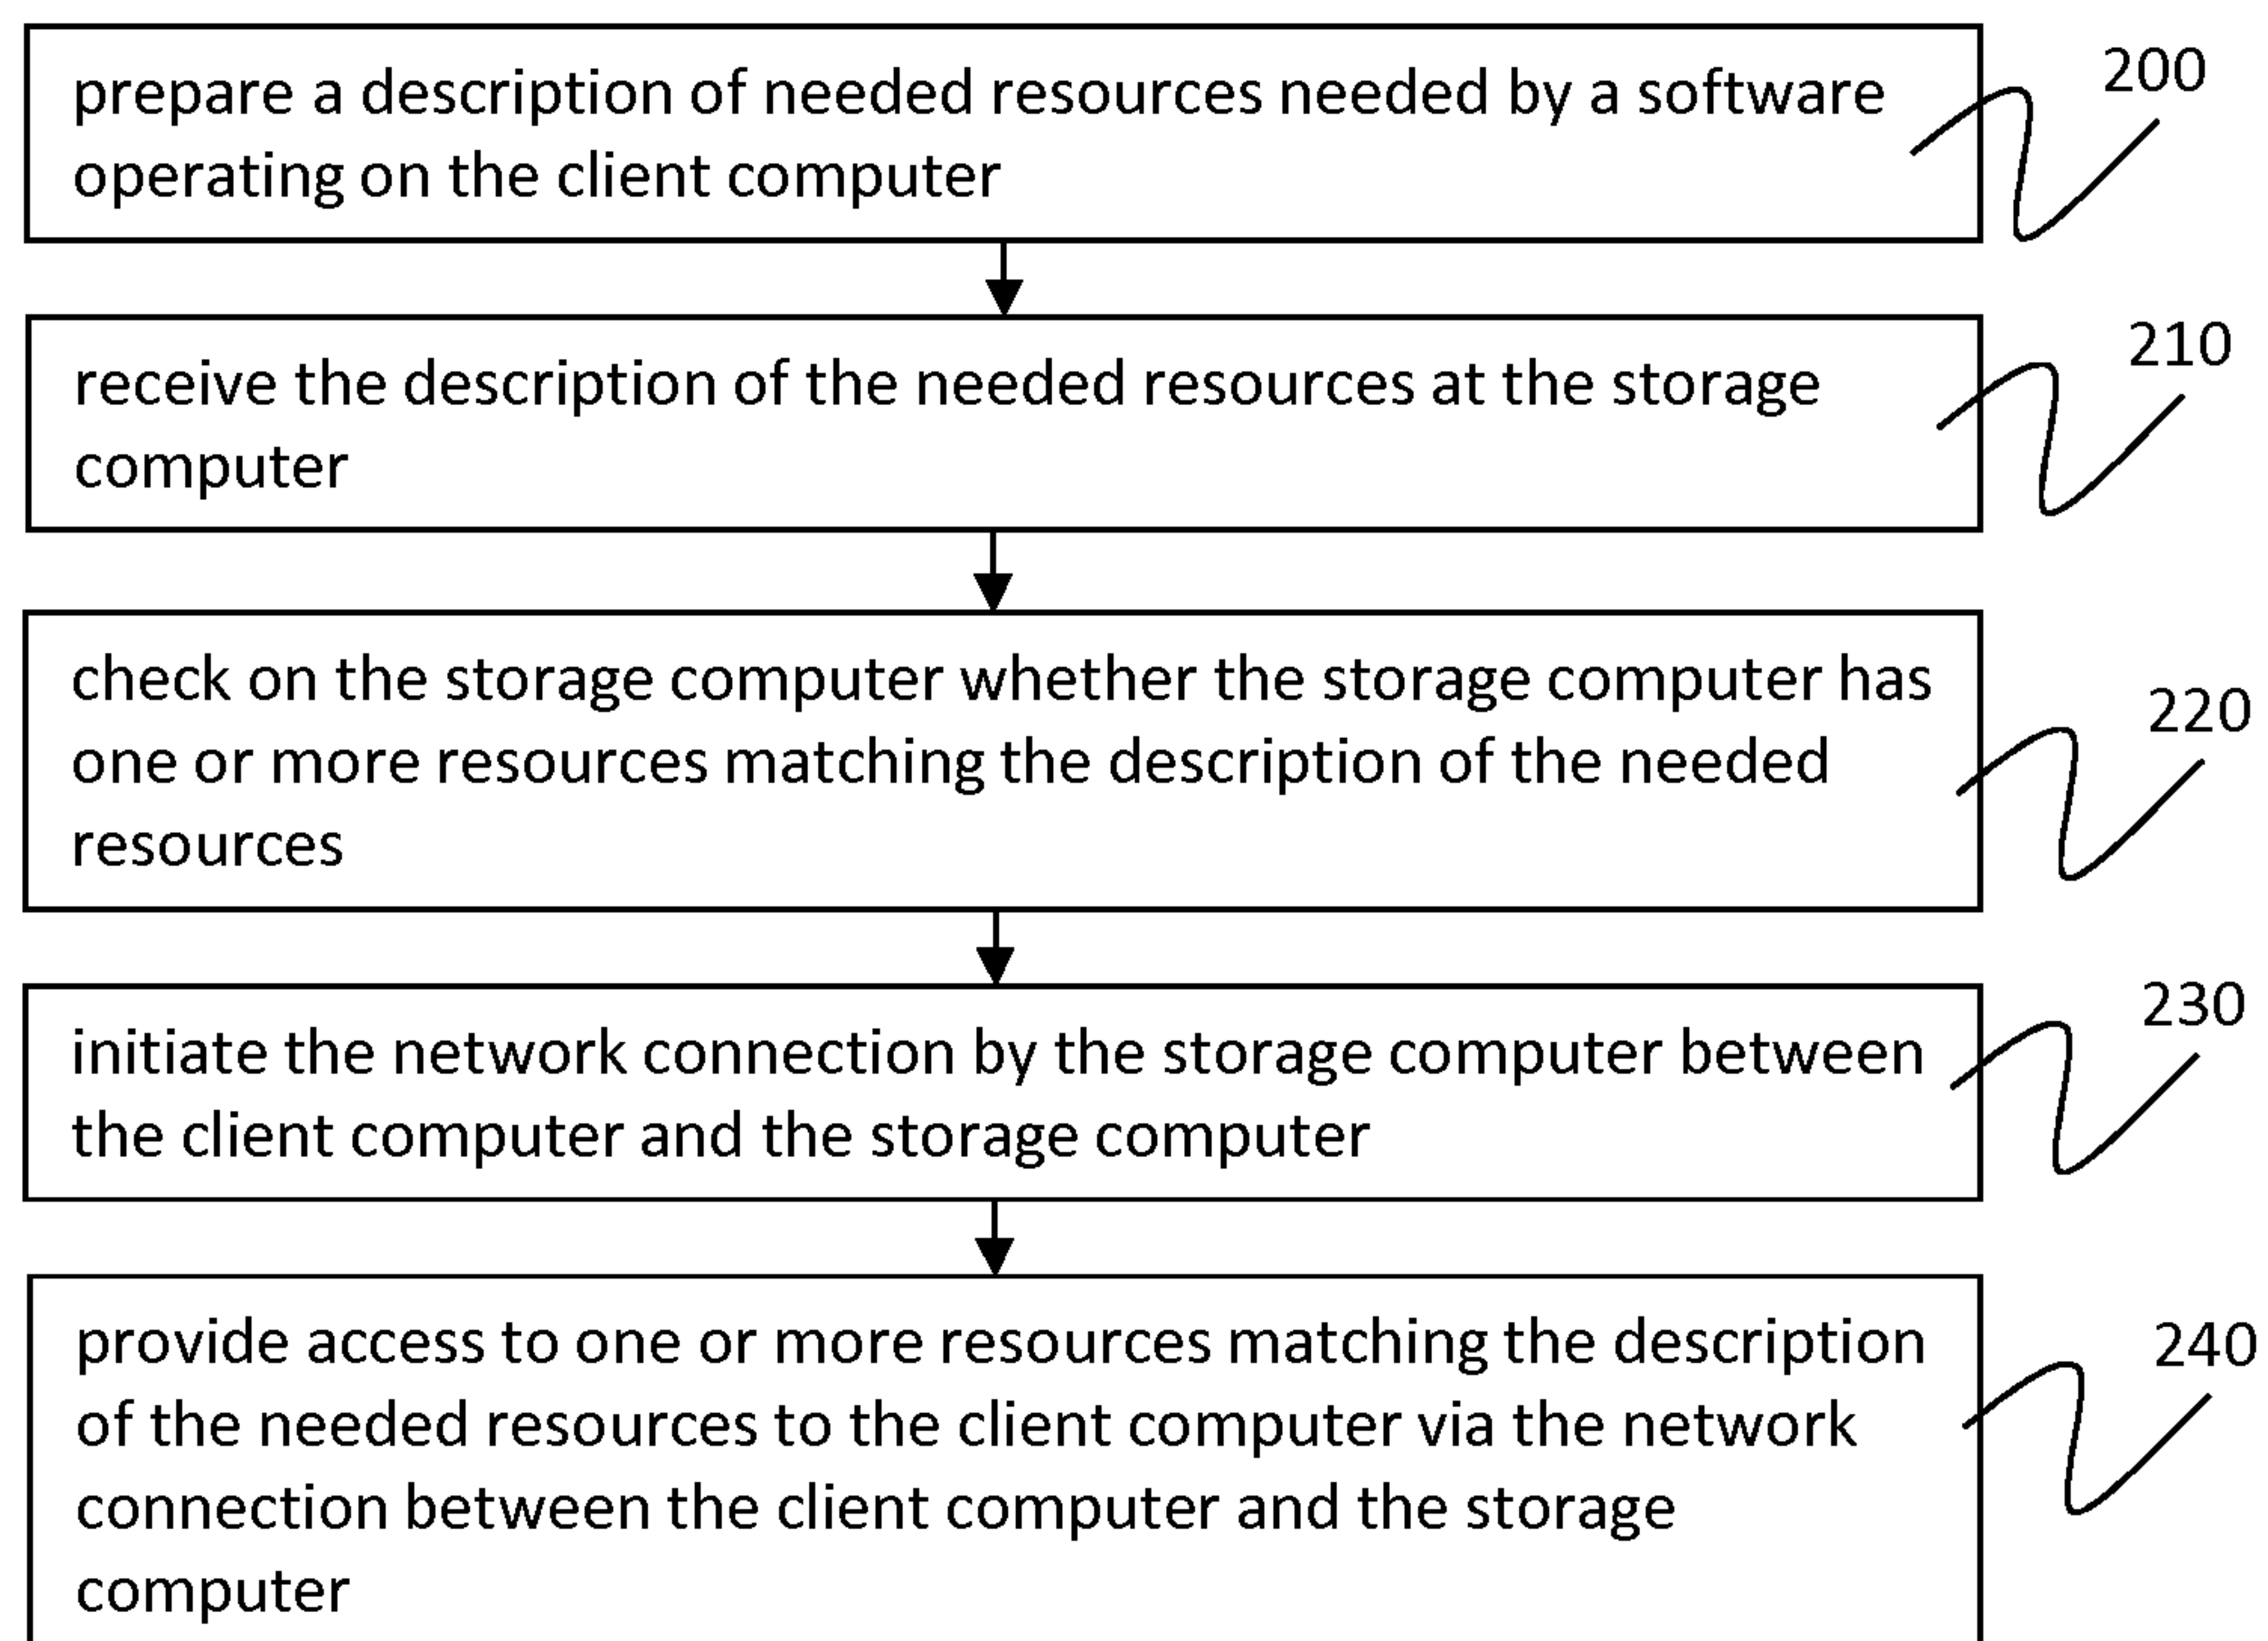 prepare a description of needed resources needed by a software
operating on the client computer
200
receive the description of the needed resources at the storage
computer
210
check on the storage computer whether the storage computer has
one or more resources matching the description of the needed
resources
220
initiate the network connection by the storage computer between
the client computer and the storage computer
230
provide access to one or more resources matching the description
of the needed resources to the client computer via the network
connection between the client computer and the storage
computer
240